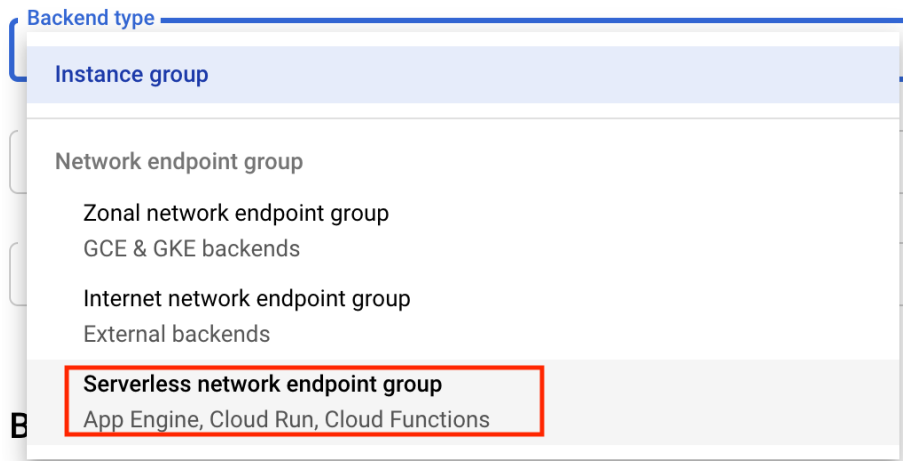 Backend type
Instance group
Network endpoint group
Zonal network endpoint group
GCE & GKE backends
Internet network endpoint group
External backends
Serverless network endpoint group
App Engine, Cloud Run, Cloud Functions
B